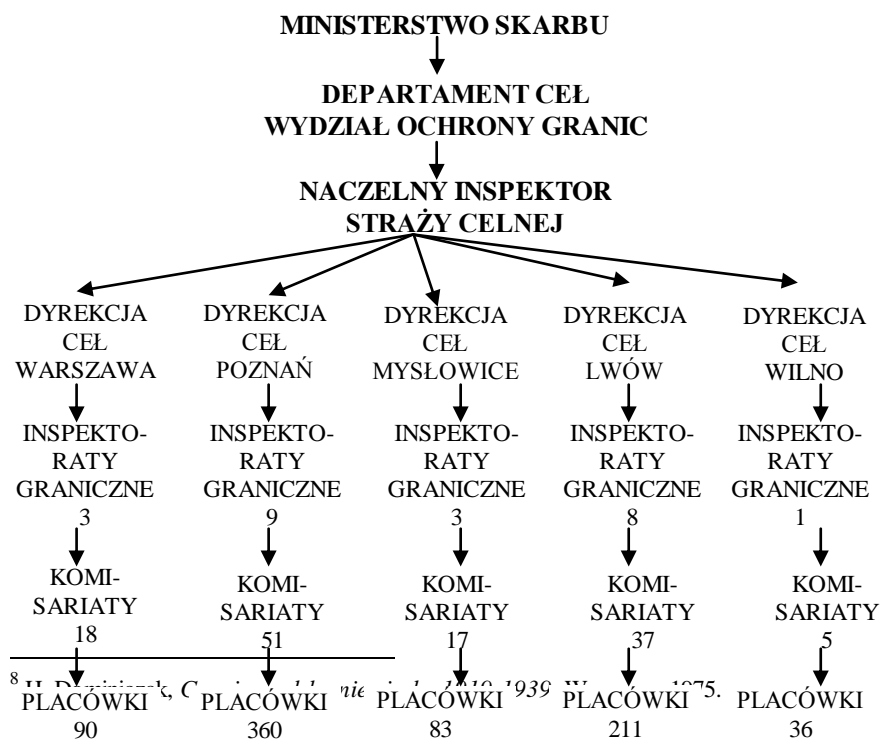 MINISTERSTWO SKARBU
DEPARTAMENT CEŁ
WYDZIAŁ OCHRONY GRANIC
NACZELNY INSPEKTOR
STRAŻY CELNEJ
DYREKCJA
CEŁ
WARSZAWA
DYREKCJA
CEŁ
POZNAŃ
DYREKCJA
CEŁ
MYSŁOWICE
DYREKCJA
CEŁ
LWÓW
DYREKCJA
CEŁ
WILNO
INSPEKTO-
RATY
GRANICZNE
3
INSPEKTO-
RATY
GRANICZNE
9
INSPEKTO-
RATY
GRANICZNE
3
INSPEKTO-
RATY
GRANICZNE
8
INSPEKTO-
RATY
GRANICZNE
1
KOMI-
SARIATY
18
KOMI-
SARIATY
51
KOMI-
SARIATY
17
KOMI-
SARIATY
37
KOMI-
SARIATY
5
8 1939 1975.
PLACÓWKI
90
PLACÓWKI
360
PLACÓWKI
83
PLACÓWKI
211
PLACÓWKI
36